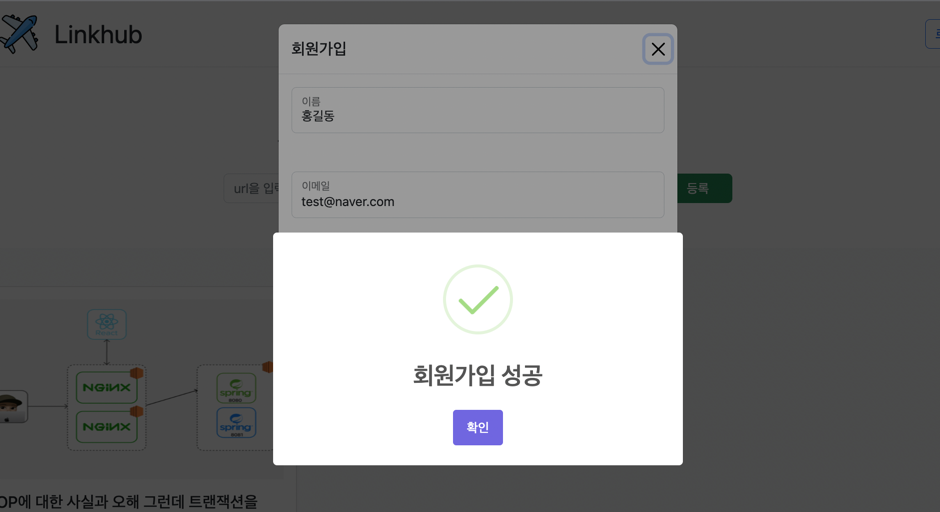 Linkhub
회원가입
이름
홍길동
url을 입
이메일
test@naver.com
등록
회원가입 성공
확인
NGINX
NGINX
spring
spring
OP에 대한 사실과 오해 그런데 트랜잭션을